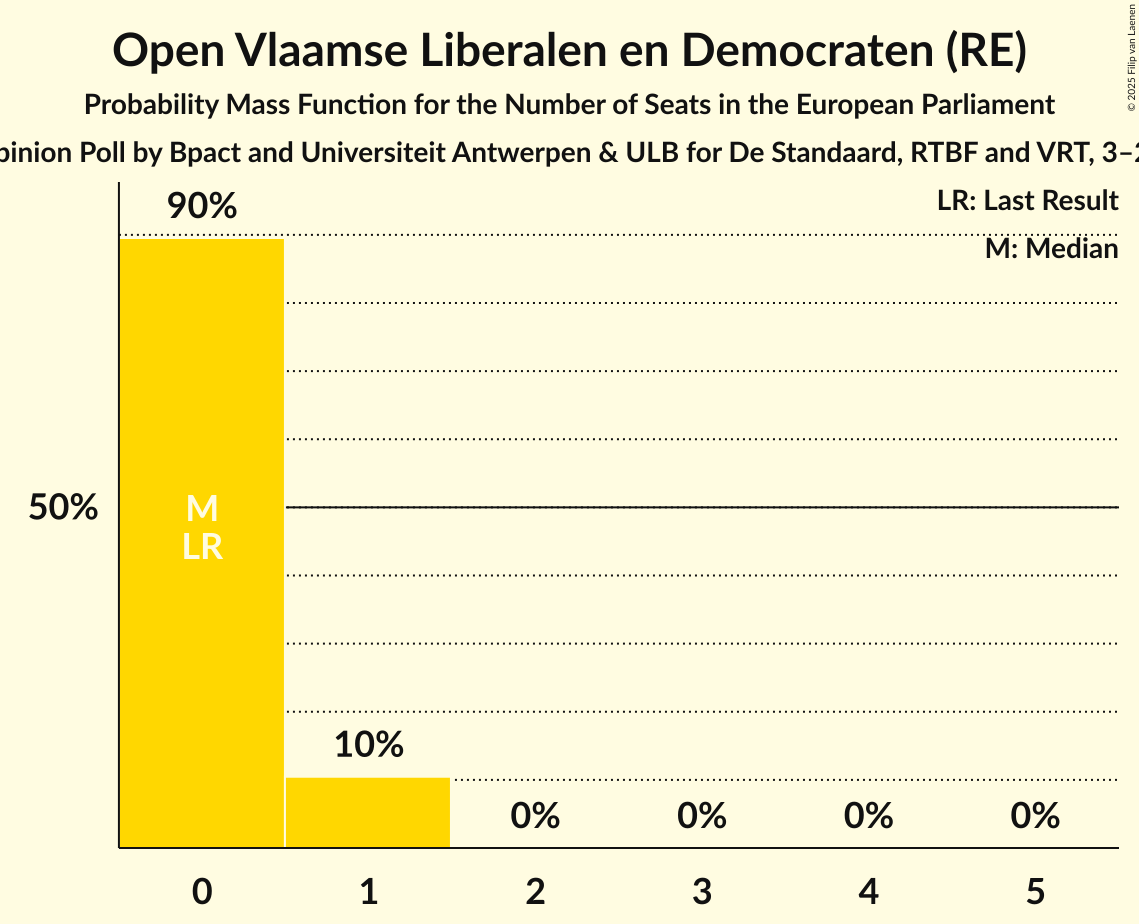 Open Vlaamse Liberalen en Democraten (RE)
Probability Mass Function for the Number of Seats in the European Parliament
pinion Poll by Bpact and Universiteit Antwerpen & ULB for De Standaard, RTBF and VRT, 3–2
© 2025 Filip van Laenen
LR: Last Result
M: Median
90%
50%
M
LR
10%
0%
0%
0%
0%
0
1
2
3
4
5